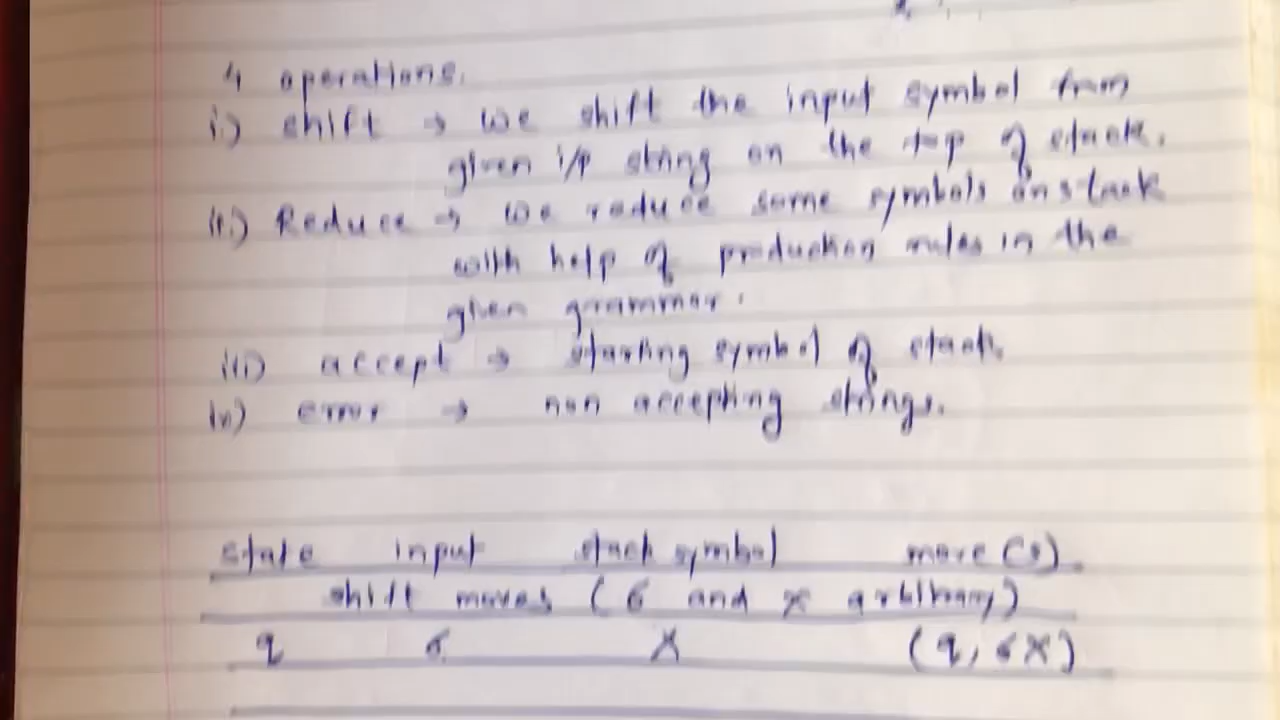 4 operations.
i.) shift → we shift the input symbol from
given i/p string on the top of stack.
ii.) Reduce → we reduce some symbols on stack
with help of production rules in the
given grammar.
iii) accept → starting symbol of stack.
iv) error → non accepting strings.
state input stack symbol move(s).
shift moves (σ and x arbitrary)
q σ X (q, σX)